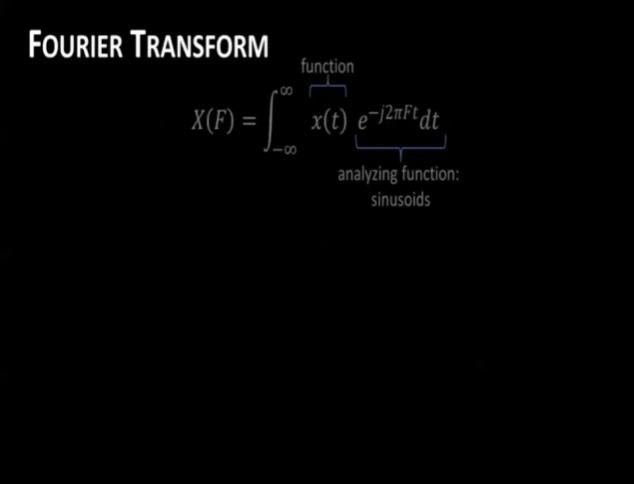 FOURIER TRANSFORM
function
X(F) = ∫_{-∞}^{∞} x(t) e^{-j2πFt} dt
analyzing function:
sinusoids